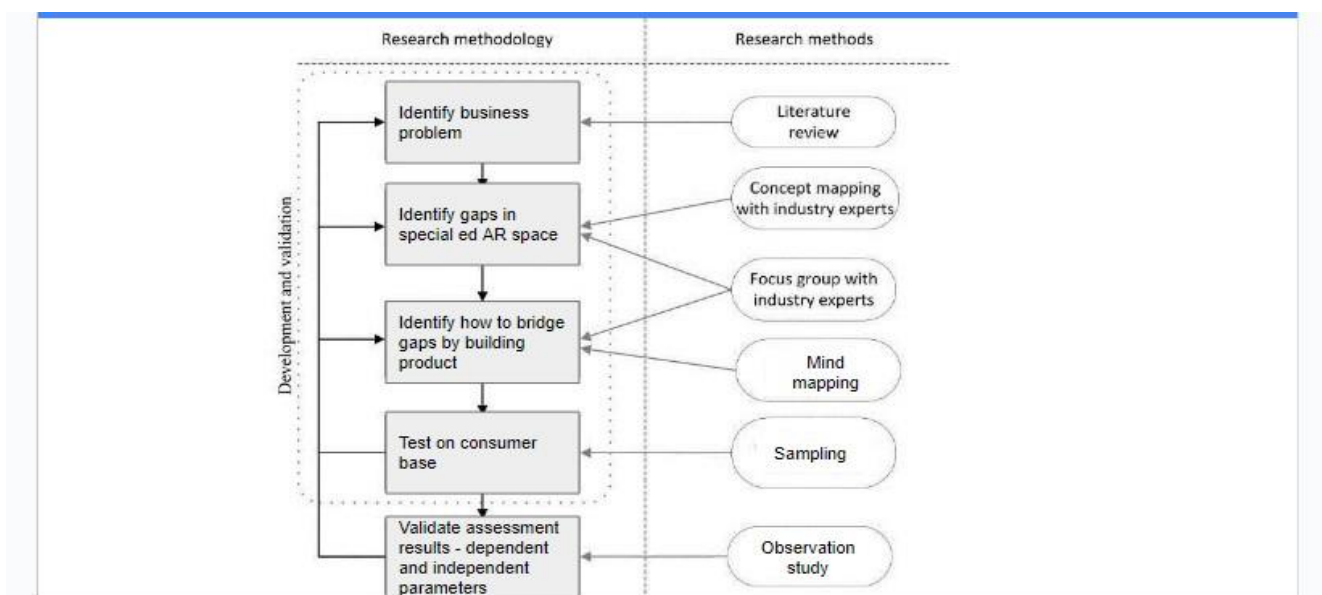 Research methodology
Research methods
Identify business
problem
Literature
review
Identify gaps in
special ed AR space
Concept mapping
with industry experts
Focus group with
industry experts
Identify how to bridge
gaps by building
product
Mind
mapping
Test on consumer
base
Sampling
Validate assessment
results - dependent
and independent
parameters
Observation
study
Development and validation